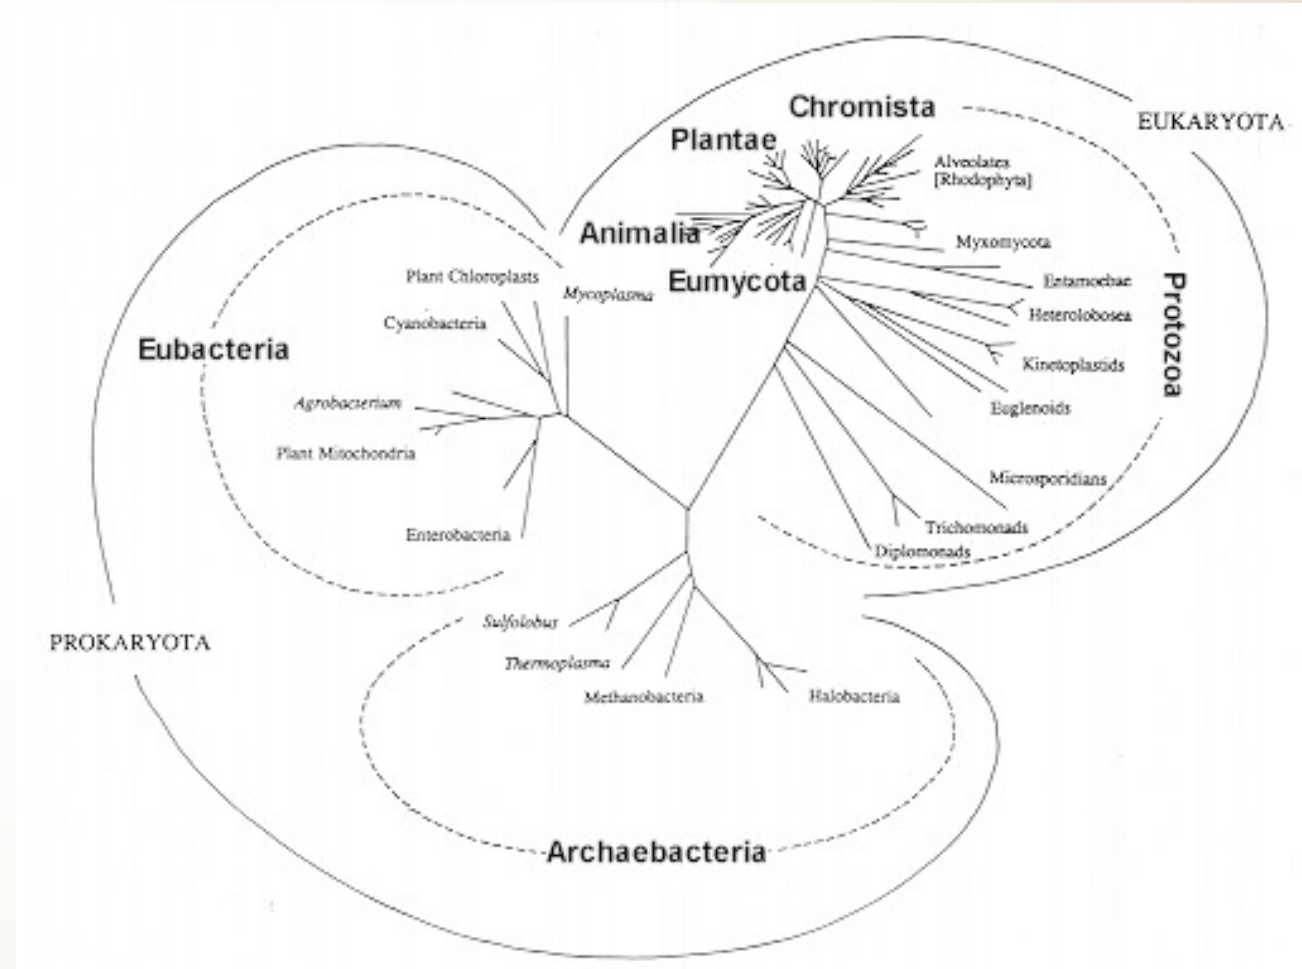 Chromista
EUKARYOTA
Plantae
Alveolates
[Rhodophyta]
Animalia
Myxomycota
Plant Chloroplasts
Mycoplasma
Eumycota
Entamoebae
Protozoa
Heterolobosea
Cyanobacteria
Eubacteria
Kinetoplastids
Agrobacterium
Euglenoids
Plant Mitochondria
Microsporidians
Trichomonads
Enterobacteria
Diplomonads
Sulfolobus
PROKARYOTA
Thermoplasma
Methanobacteria
Halobacteria
Archaebacteria